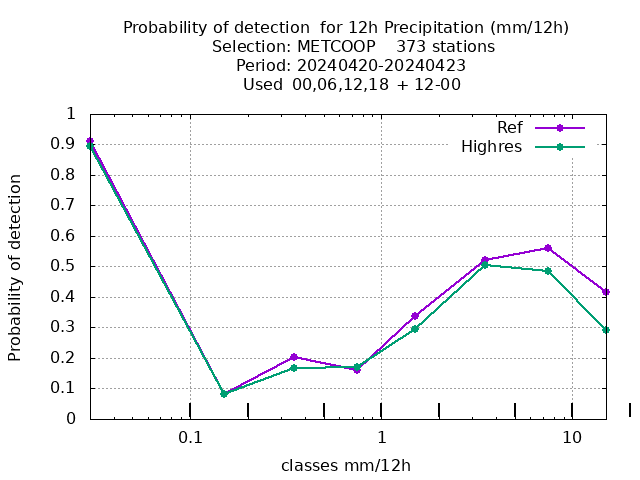 Probability of detection  for 12h Precipitation (mm/12h)
Selection: METCOOP    373 stations
Period: 20240420-20240423
Used  00,06,12,18 + 12-00
Ref
Highres
1
0.9
0.8
0.7
0.6
0.5
0.4
0.3
0.2
0.1
0
Probability of detection
0.1 1 10
classes mm/12h